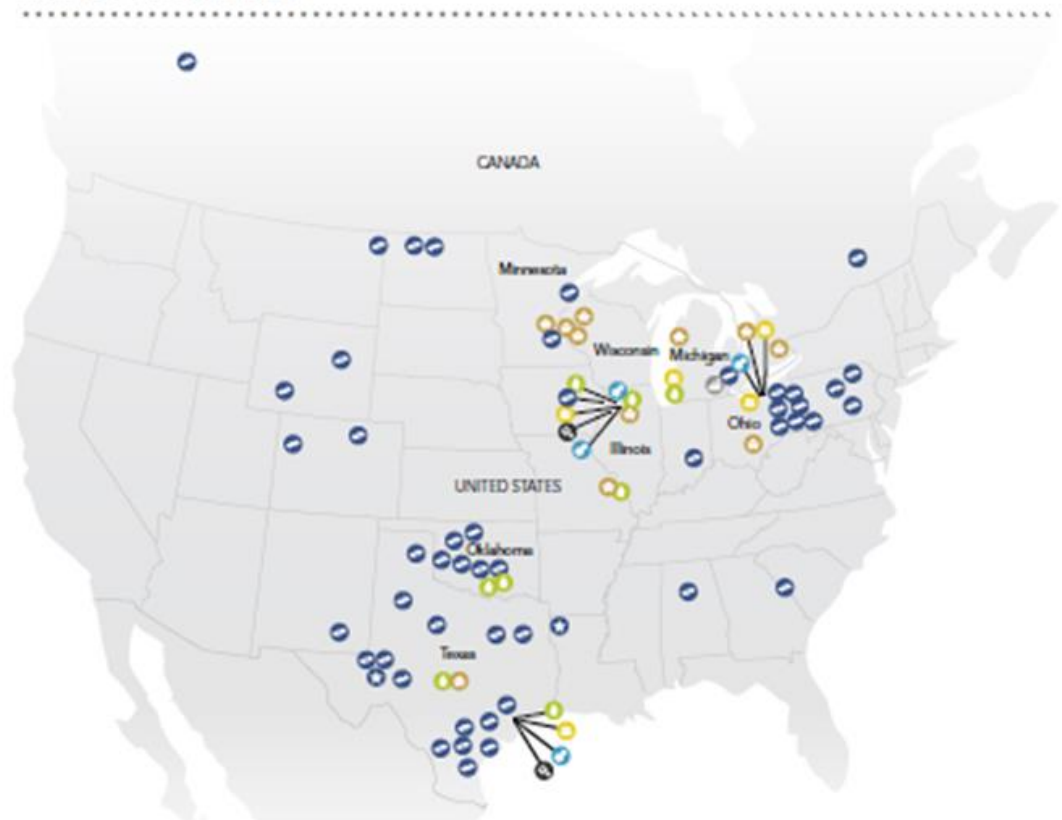 CANADA
Minnesota
Wisconsin
Michigan
Ohio
Illinois
UNITED STATES
Oklahoma
Texas